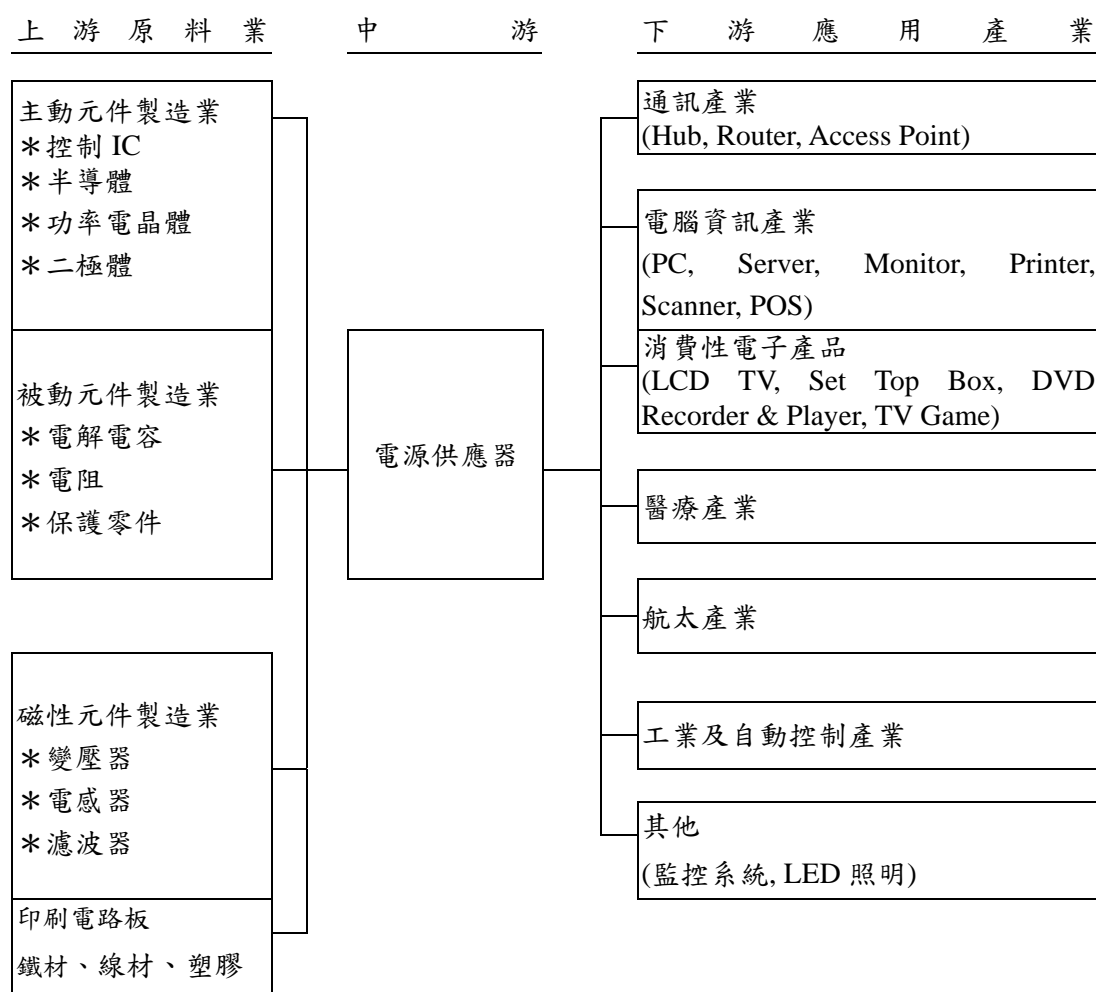 上游原料業
中游
下游應用產業
主動元件製造業
＊控制 IC
＊半導體
＊功率電晶體
＊二極體
被動元件製造業
＊電解電容
＊電阻
＊保護零件
磁性元件製造業
＊變壓器
＊電感器
＊濾波器
印刷電路板
鐵材、線材、塑膠
電源供應器
通訊產業
(Hub, Router, Access Point)
電腦資訊產業
(PC, Server, Monitor, Printer,
Scanner, POS)
消費性電子產品
(LCD TV, Set Top Box, DVD
Recorder & Player, TV Game)
醫療產業
航太產業
工業及自動控制產業
其他
(監控系統, LED 照明)